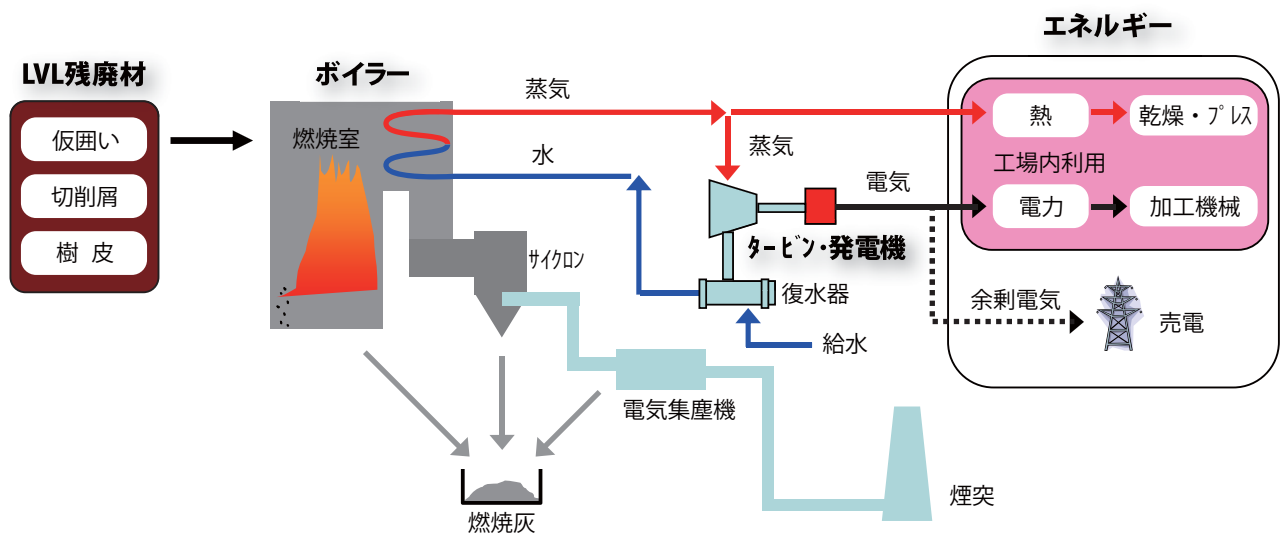 LVL残廃材
仮囲い
切削屑
樹 皮
ボイラー
燃焼室
蒸気
水
蒸気
サイクロン
タービン・発電機
電気
復水器
給水
エネルギー
熱
乾燥・プレス
工場内利用
電力
加工機械
余剰電気
売電
電気集塵機
煙突
燃焼灰